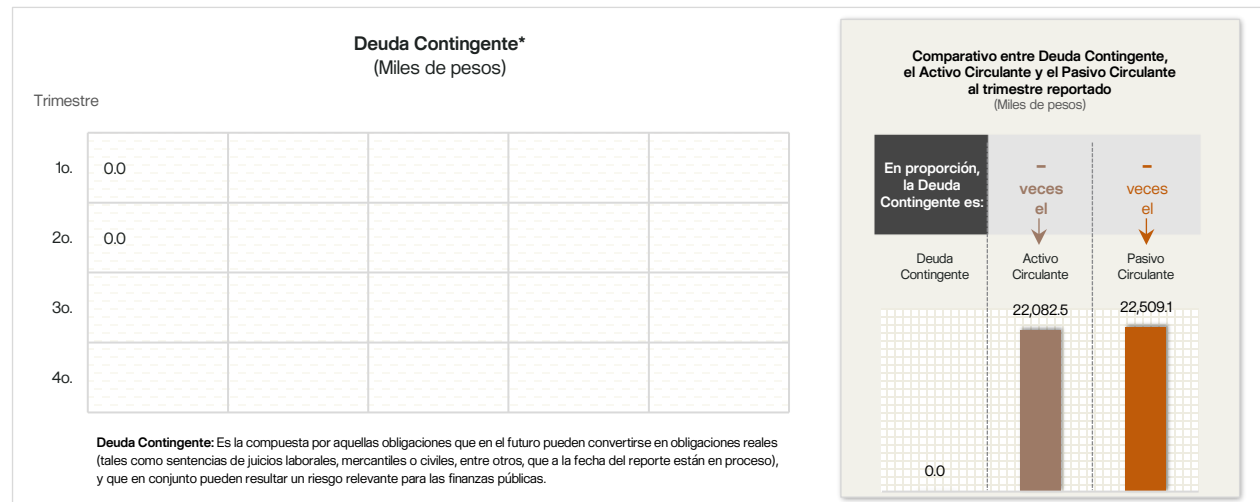 Deuda Contingente*
(Miles de pesos)
Trimestre
1o. 0.0
2o. 0.0
3o.
4o.
Deuda Contingente: Es la compuesta por aquellas obligaciones que en el futuro pueden convertirse en obligaciones reales
(tales como sentencias de juicios laborales, mercantiles o civiles, entre otros, que a la fecha del reporte están en proceso),
y que en conjunto pueden resultar un riesgo relevante para las finanzas públicas.
Comparativo entre Deuda Contingente,
el Activo Circulante y el Pasivo Circulante
al trimestre reportado
(Miles de pesos)
En proporción,
la Deuda
Contingente es:
–
veces
el
–
veces
el
Deuda
Contingente
Activo
Circulante
Pasivo
Circulante
0.0
22,082.5
22,509.1